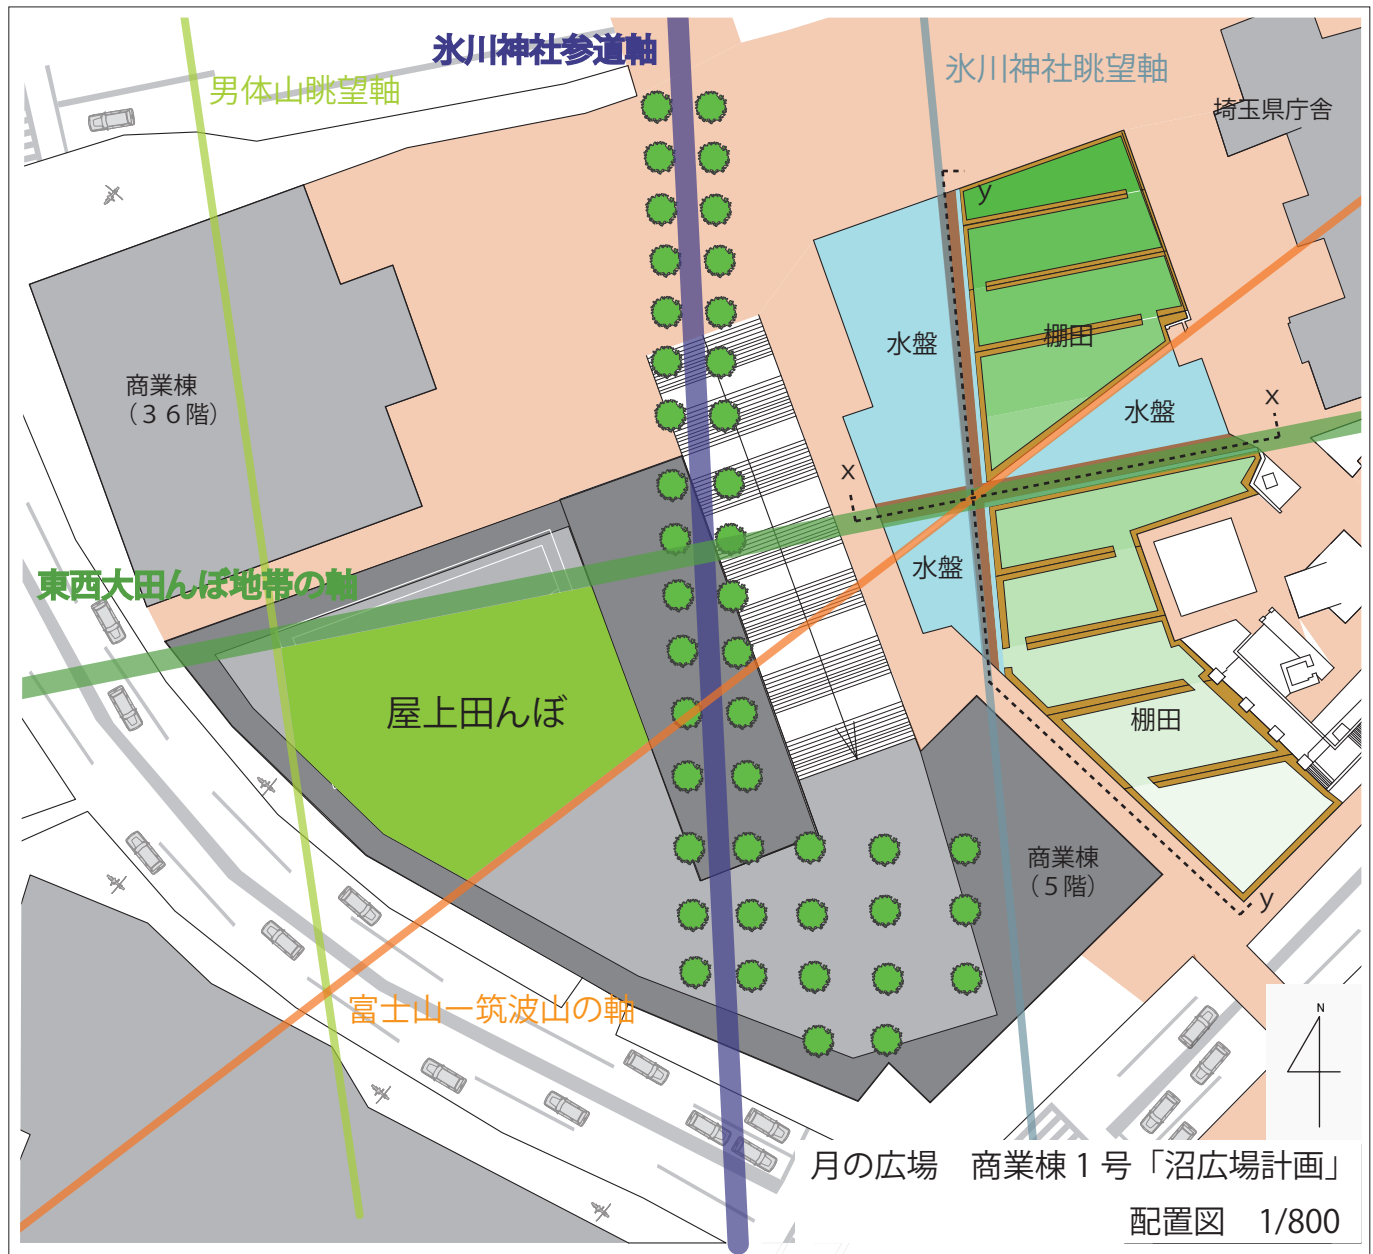 氷川神社参道軸
男体山眺望軸
氷川神社眺望軸
埼玉県庁舎
y
水盤
棚田
商業棟
（３６階）
水盤
x
x
水盤
東西大田んぼ地帯の軸
屋上田んぼ
棚田
商業棟
（５階）
y
富士山ー筑波山の軸
N
月の広場　商業棟１号「沼広場計画」
配置図　1/800